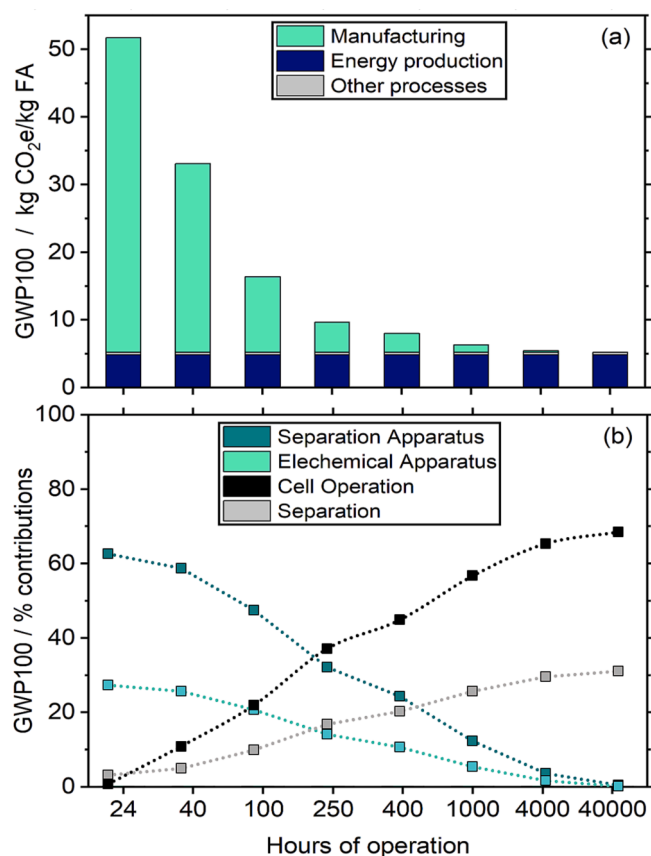 (a)
Manufacturing
Energy production
Other processes
GWP100 / kg CO₂e/kg FA
50
40
30
20
10
0
(b)
Separation Apparatus
Elechemical Apparatus
Cell Operation
Separation
GWP100 / % contributions
100
80
60
40
20
0
24 40 100 250 400 1000 4000 40000
Hours of operation